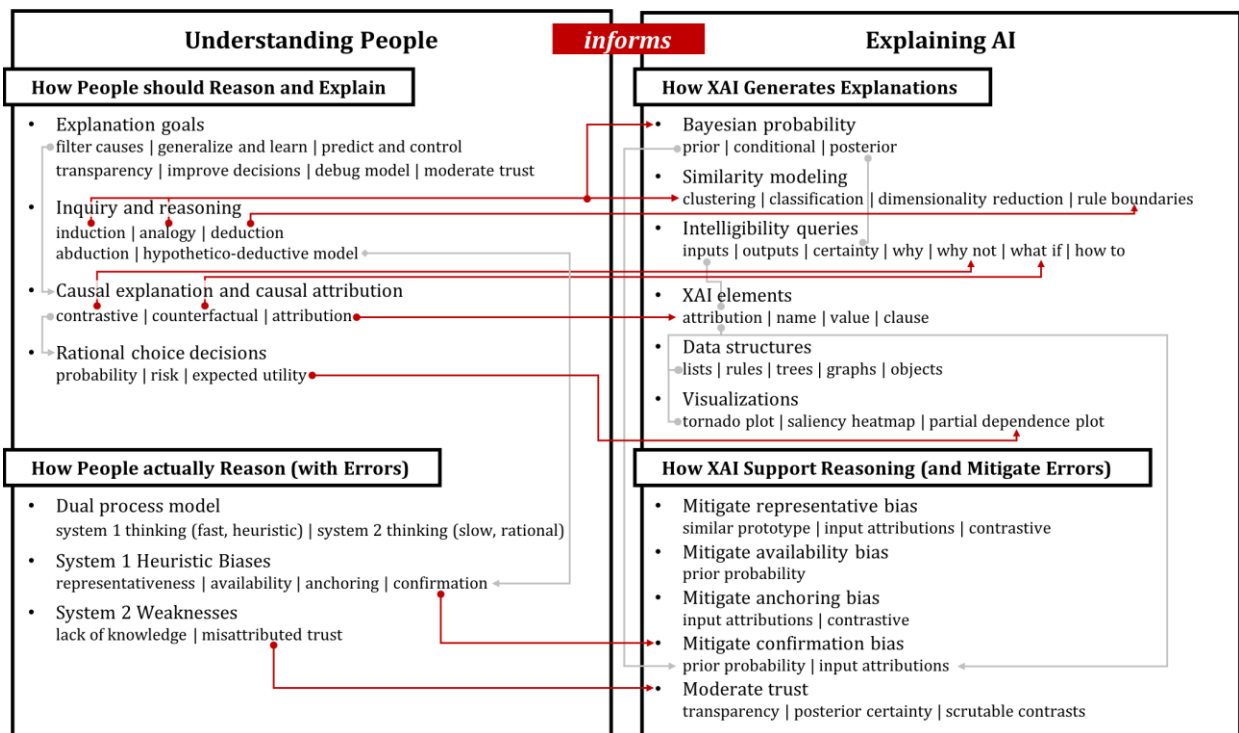 Understanding People
informs
Explaining AI
How People should Reason and Explain
• Explanation goals
filter causes | generalize and learn | predict and control
transparency | improve decisions | debug model | moderate trust
• Inquiry and reasoning
induction | analogy | deduction
abduction | hypothetico-deductive model
• Causal explanation and causal attribution
contrastive | counterfactual | attribution
• Rational choice decisions
probability | risk | expected utility
How People actually Reason (with Errors)
• Dual process model
system 1 thinking (fast, heuristic) | system 2 thinking (slow, rational)
• System 1 Heuristic Biases
representativeness | availability | anchoring | confirmation
• System 2 Weaknesses
lack of knowledge | misattributed trust
How XAI Generates Explanations
• Bayesian probability
prior | conditional | posterior
• Similarity modeling
clustering | classification | dimensionality reduction | rule boundaries
• Intelligibility queries
inputs | outputs | certainty | why | why not | what if | how to
• XAI elements
attribution | name | value | clause
• Data structures
lists | rules | trees | graphs | objects
• Visualizations
tornado plot | saliency heatmap | partial dependence plot
How XAI Support Reasoning (and Mitigate Errors)
• Mitigate representative bias
similar prototype | input attributions | contrastive
• Mitigate availability bias
prior probability
• Mitigate anchoring bias
input attributions | contrastive
• Mitigate confirmation bias
prior probability | input attributions
• Moderate trust
transparency | posterior certainty | scrutable contrasts